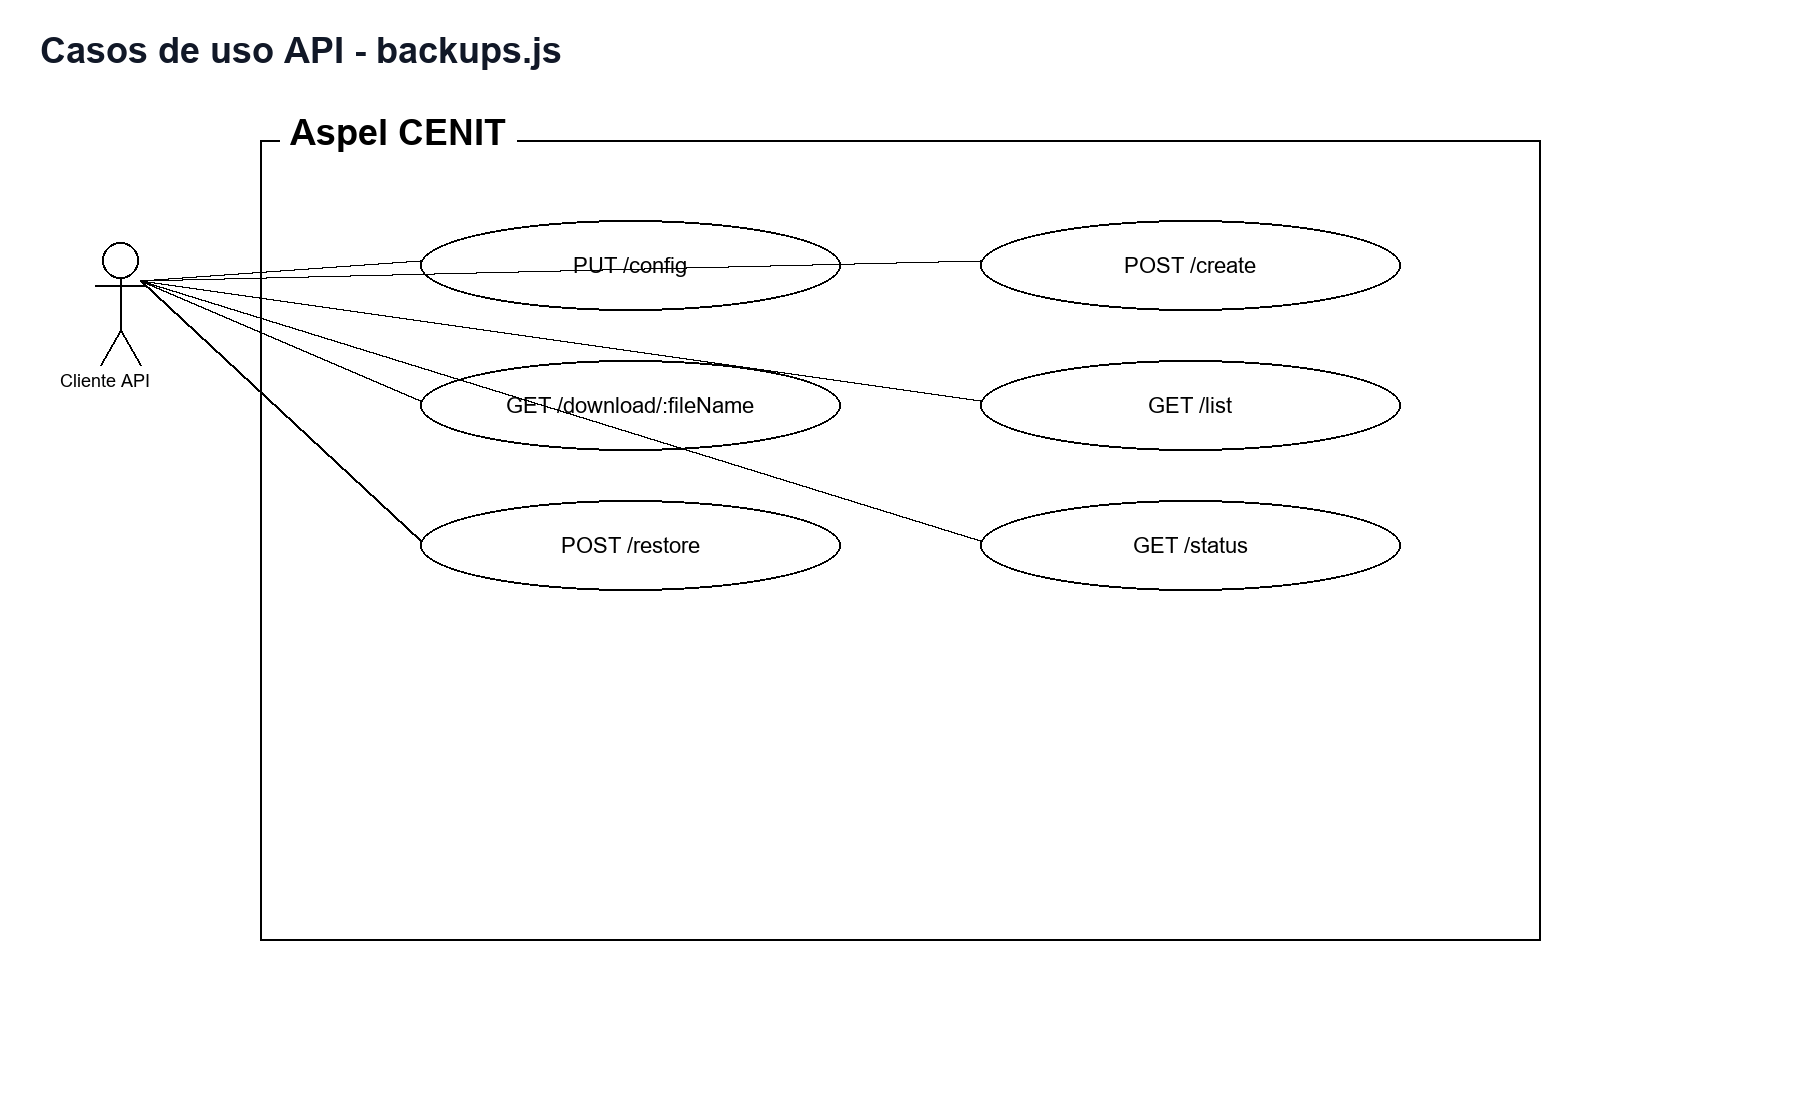 Casos de uso API - backups.js
Aspel CENIT
PUT /config
POST /create
Cliente API
GET /download/:fileName
GET /list
POST /restore
GET /status